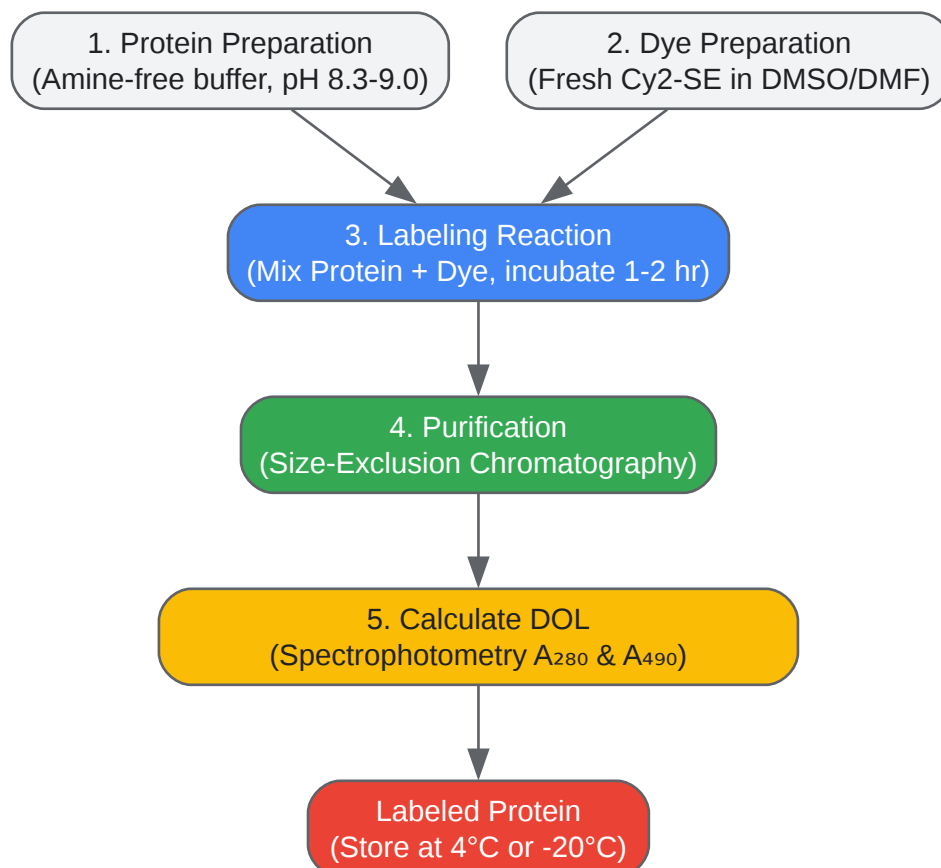 1. Protein Preparation
(Amine-free buffer, pH 8.3-9.0)
2. Dye Preparation
(Fresh Cy2-SE in DMSO/DMF)
3. Labeling Reaction
(Mix Protein + Dye, incubate 1-2 hr)
4. Purification
(Size-Exclusion Chromatography)
5. Calculate DOL
(Spectrophotometry A₂₈₀ & A₄₉₀)
Labeled Protein
(Store at 4°C or -20°C)